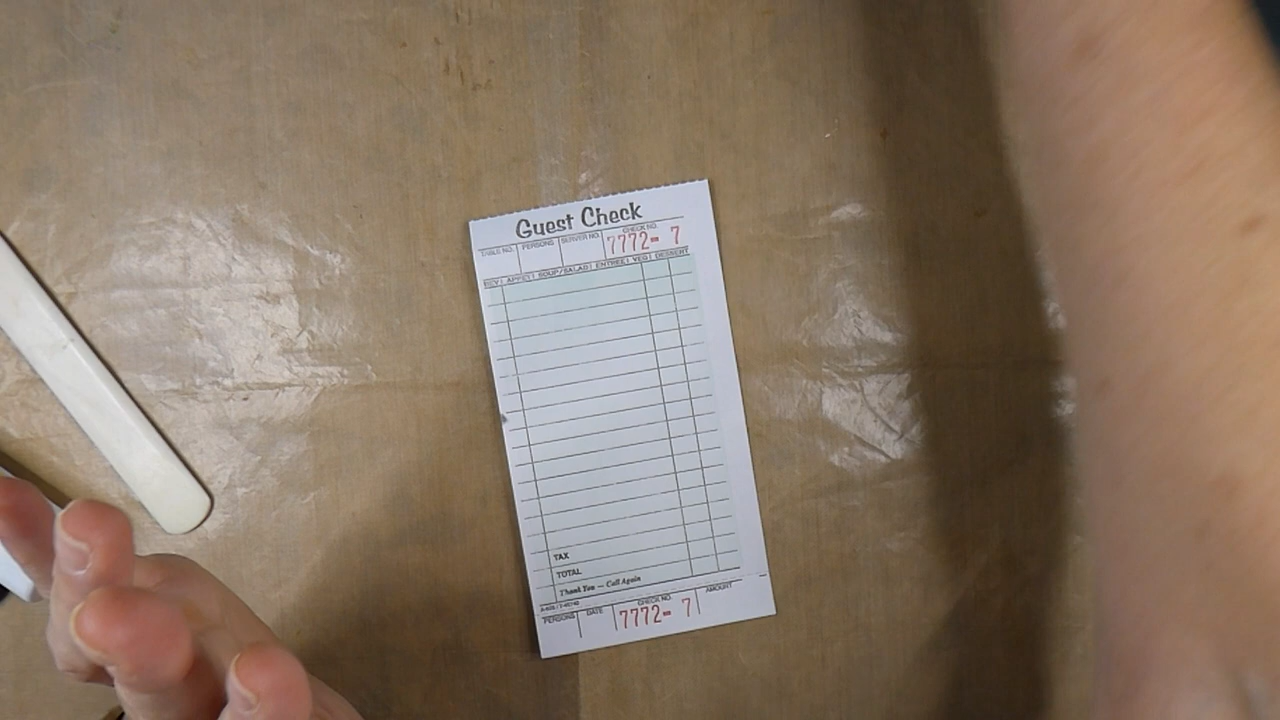 Guest Check
TABLE NO. PERSONS SERVER NO. CHECK NO.
7772- 7
BEV APPET SOUP/SALAD ENTREE VEG DESSERT
TAX
TOTAL
Thank You — Call Again
PERSONS DATE CHECK NO. AMOUNT
7772- 7